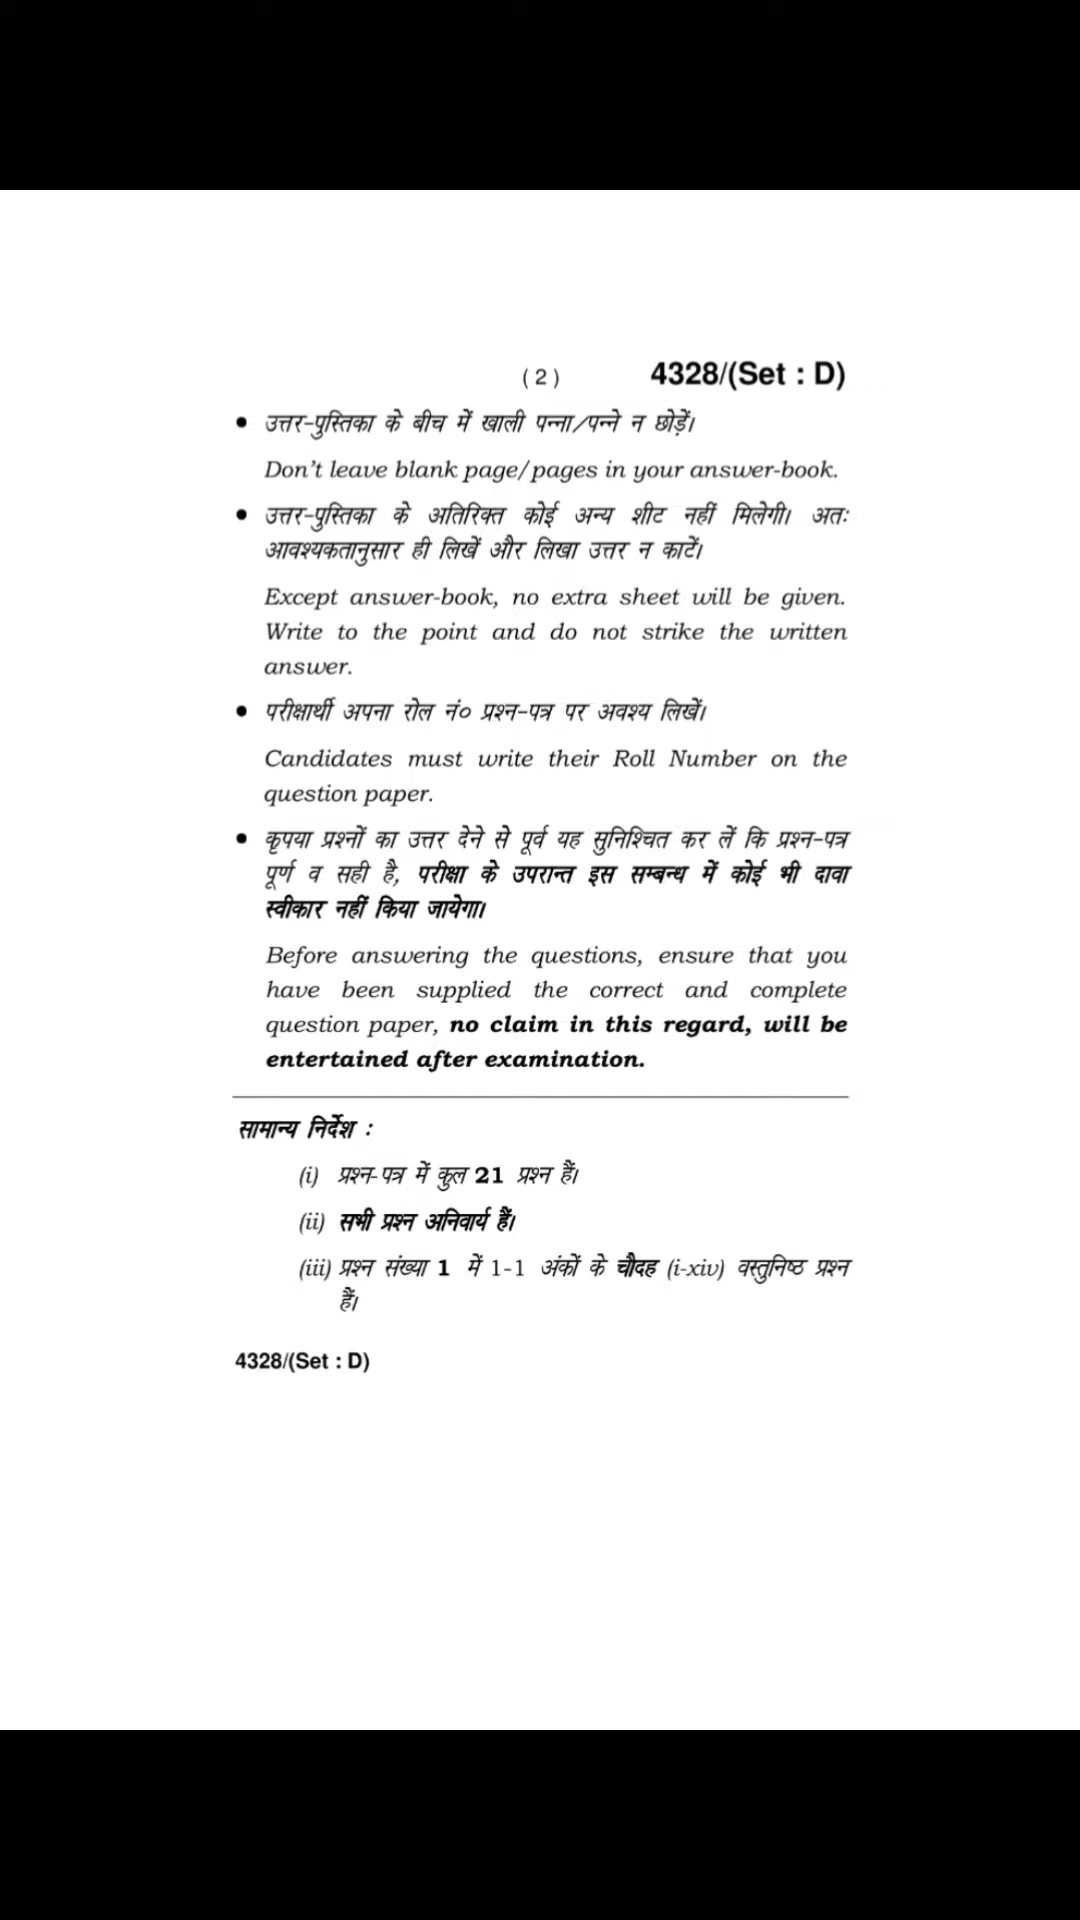 ( 2 ) 4328/(Set : D)
• उत्तर-पुस्तिका के बीच में खाली पन्ना/पन्ने न छोड़ें।
Don't leave blank page/pages in your answer-book.
• उत्तर-पुस्तिका के अतिरिक्त कोई अन्य शीट नहीं मिलेगी। अतः
आवश्यकतानुसार ही लिखें और लिखा उत्तर न काटें।
Except answer-book, no extra sheet will be given.
Write to the point and do not strike the written
answer.
• परीक्षार्थी अपना रोल नं० प्रश्न-पत्र पर अवश्य लिखें।
Candidates must write their Roll Number on the
question paper.
• कृपया प्रश्नों का उत्तर देने से पूर्व यह सुनिश्चित कर लें कि प्रश्न-पत्र
पूर्ण व सही है, परीक्षा के उपरान्त इस सम्बन्ध में कोई भी दावा
स्वीकार नहीं किया जायेगा।
Before answering the questions, ensure that you
have been supplied the correct and complete
question paper, no claim in this regard, will be
entertained after examination.
सामान्य निर्देश :
(i) प्रश्न-पत्र में कुल 21 प्रश्न हैं।
(ii) सभी प्रश्न अनिवार्य हैं।
(iii) प्रश्न संख्या 1 में 1-1 अंकों के चौदह (i-xiv) वस्तुनिष्ठ प्रश्न
हैं।
4328/(Set : D)